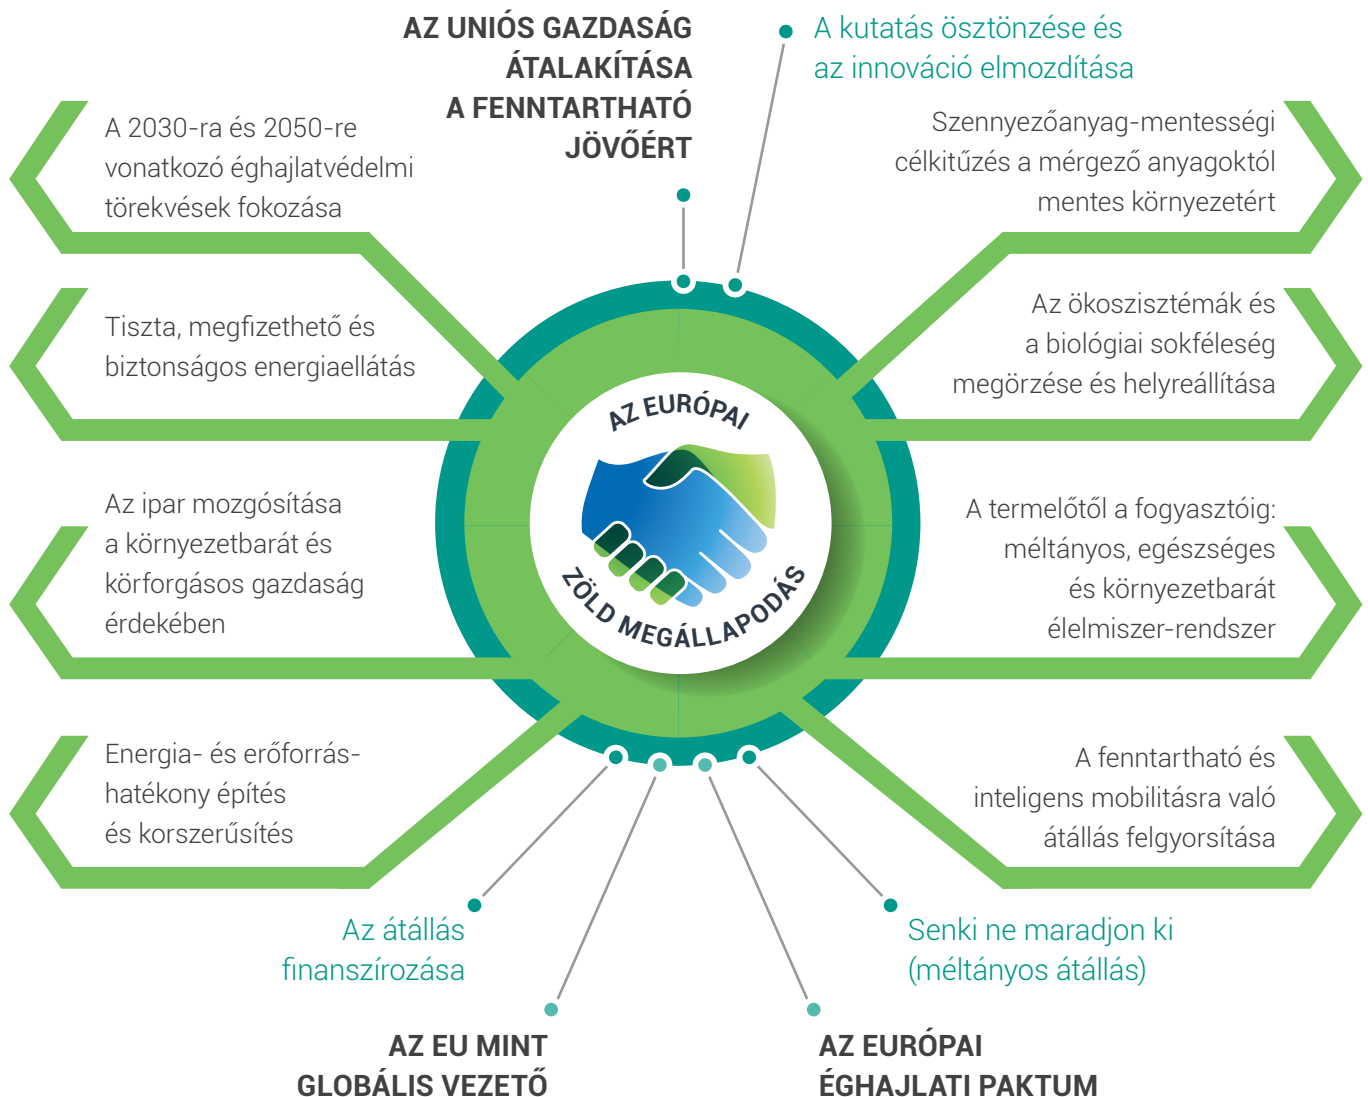 AZ UNIÓS GAZDASÁG
ÁTALAKÍTÁSA
A FENNTARTHATÓ
JÖVŐÉRT
A kutatás ösztönzése és
az innováció elmozdítása
A 2030-ra és 2050-re
vonatkozó éghajlatvédelmi
törekvések fokozása
Szennyezőanyag-mentességi
célkitűzés a mérgező anyagoktól
mentes környezetért
Tiszta, megfizethető és
biztonságos energiaellátás
Az ökoszisztémák és
a biológiai sokféleség
megőrzése és helyreállítása
AZ EURÓPAI
ZÖLD MEGÁLLAPODÁS
Az ipar mozgósítása
a környezetbarát és
körforgásos gazdaság
érdekében
A termelőtől a fogyasztóig:
méltányos, egészséges
és környezetbarát
élelmiszer-rendszer
Energia- és erőforrás-
hatékony építés
és korszerűsítés
A fenntartható és
inteligens mobilitásra való
átállás felgyorsítása
Az átállás
finanszírozása
Senki ne maradjon ki
(méltányos átállás)
AZ EU MINT
GLOBÁLIS VEZETŐ
AZ EURÓPAI
ÉGHAJLATI PAKTUM